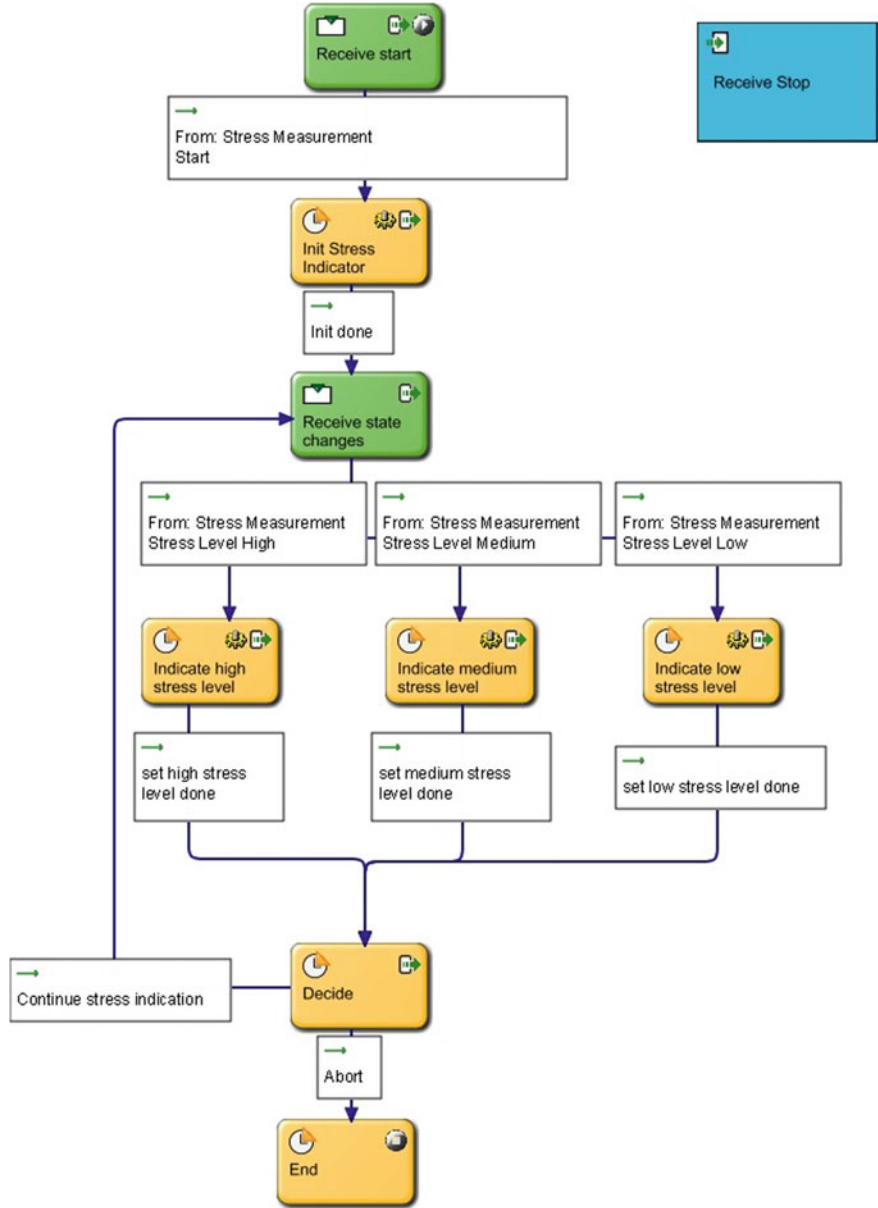 Receive start
Receive Stop
From: Stress Measurement
Start
Init Stress
Indicator
Init done
Receive state
changes
From: Stress Measurement
Stress Level High
From: Stress Measurement
Stress Level Medium
From: Stress Measurement
Stress Level Low
Indicate high
stress level
Indicate medium
stress level
Indicate low
stress level
set high stress
level done
set medium stress
level done
set low stress level done
Continue stress indication
Decide
Abort
End